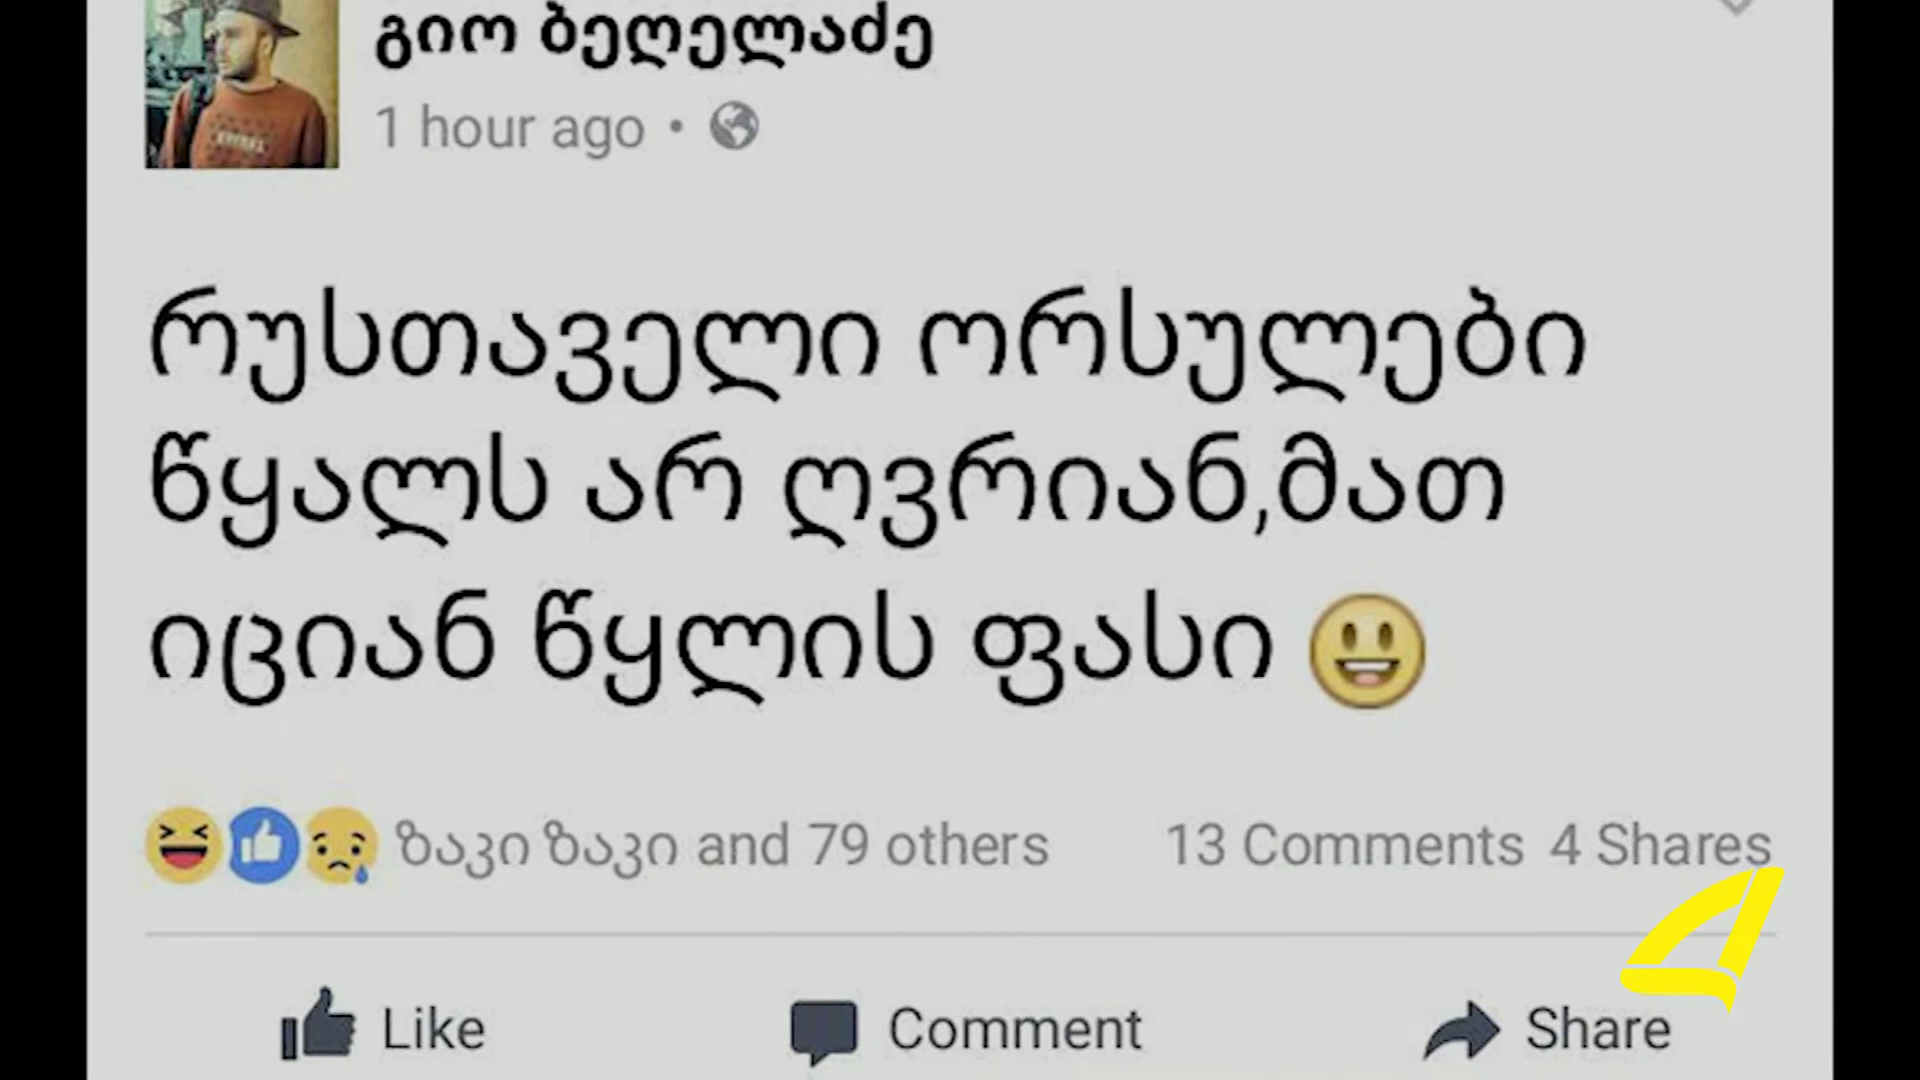 გიო ბეღელაძე
1 hour ago
რუსთაველი ორსულები
წყალს არ ღვრიან,მათ
იციან წყლის ფასი
ზაკი ზაკი and 79 others 13 Comments 4 Shares
Like Comment Share